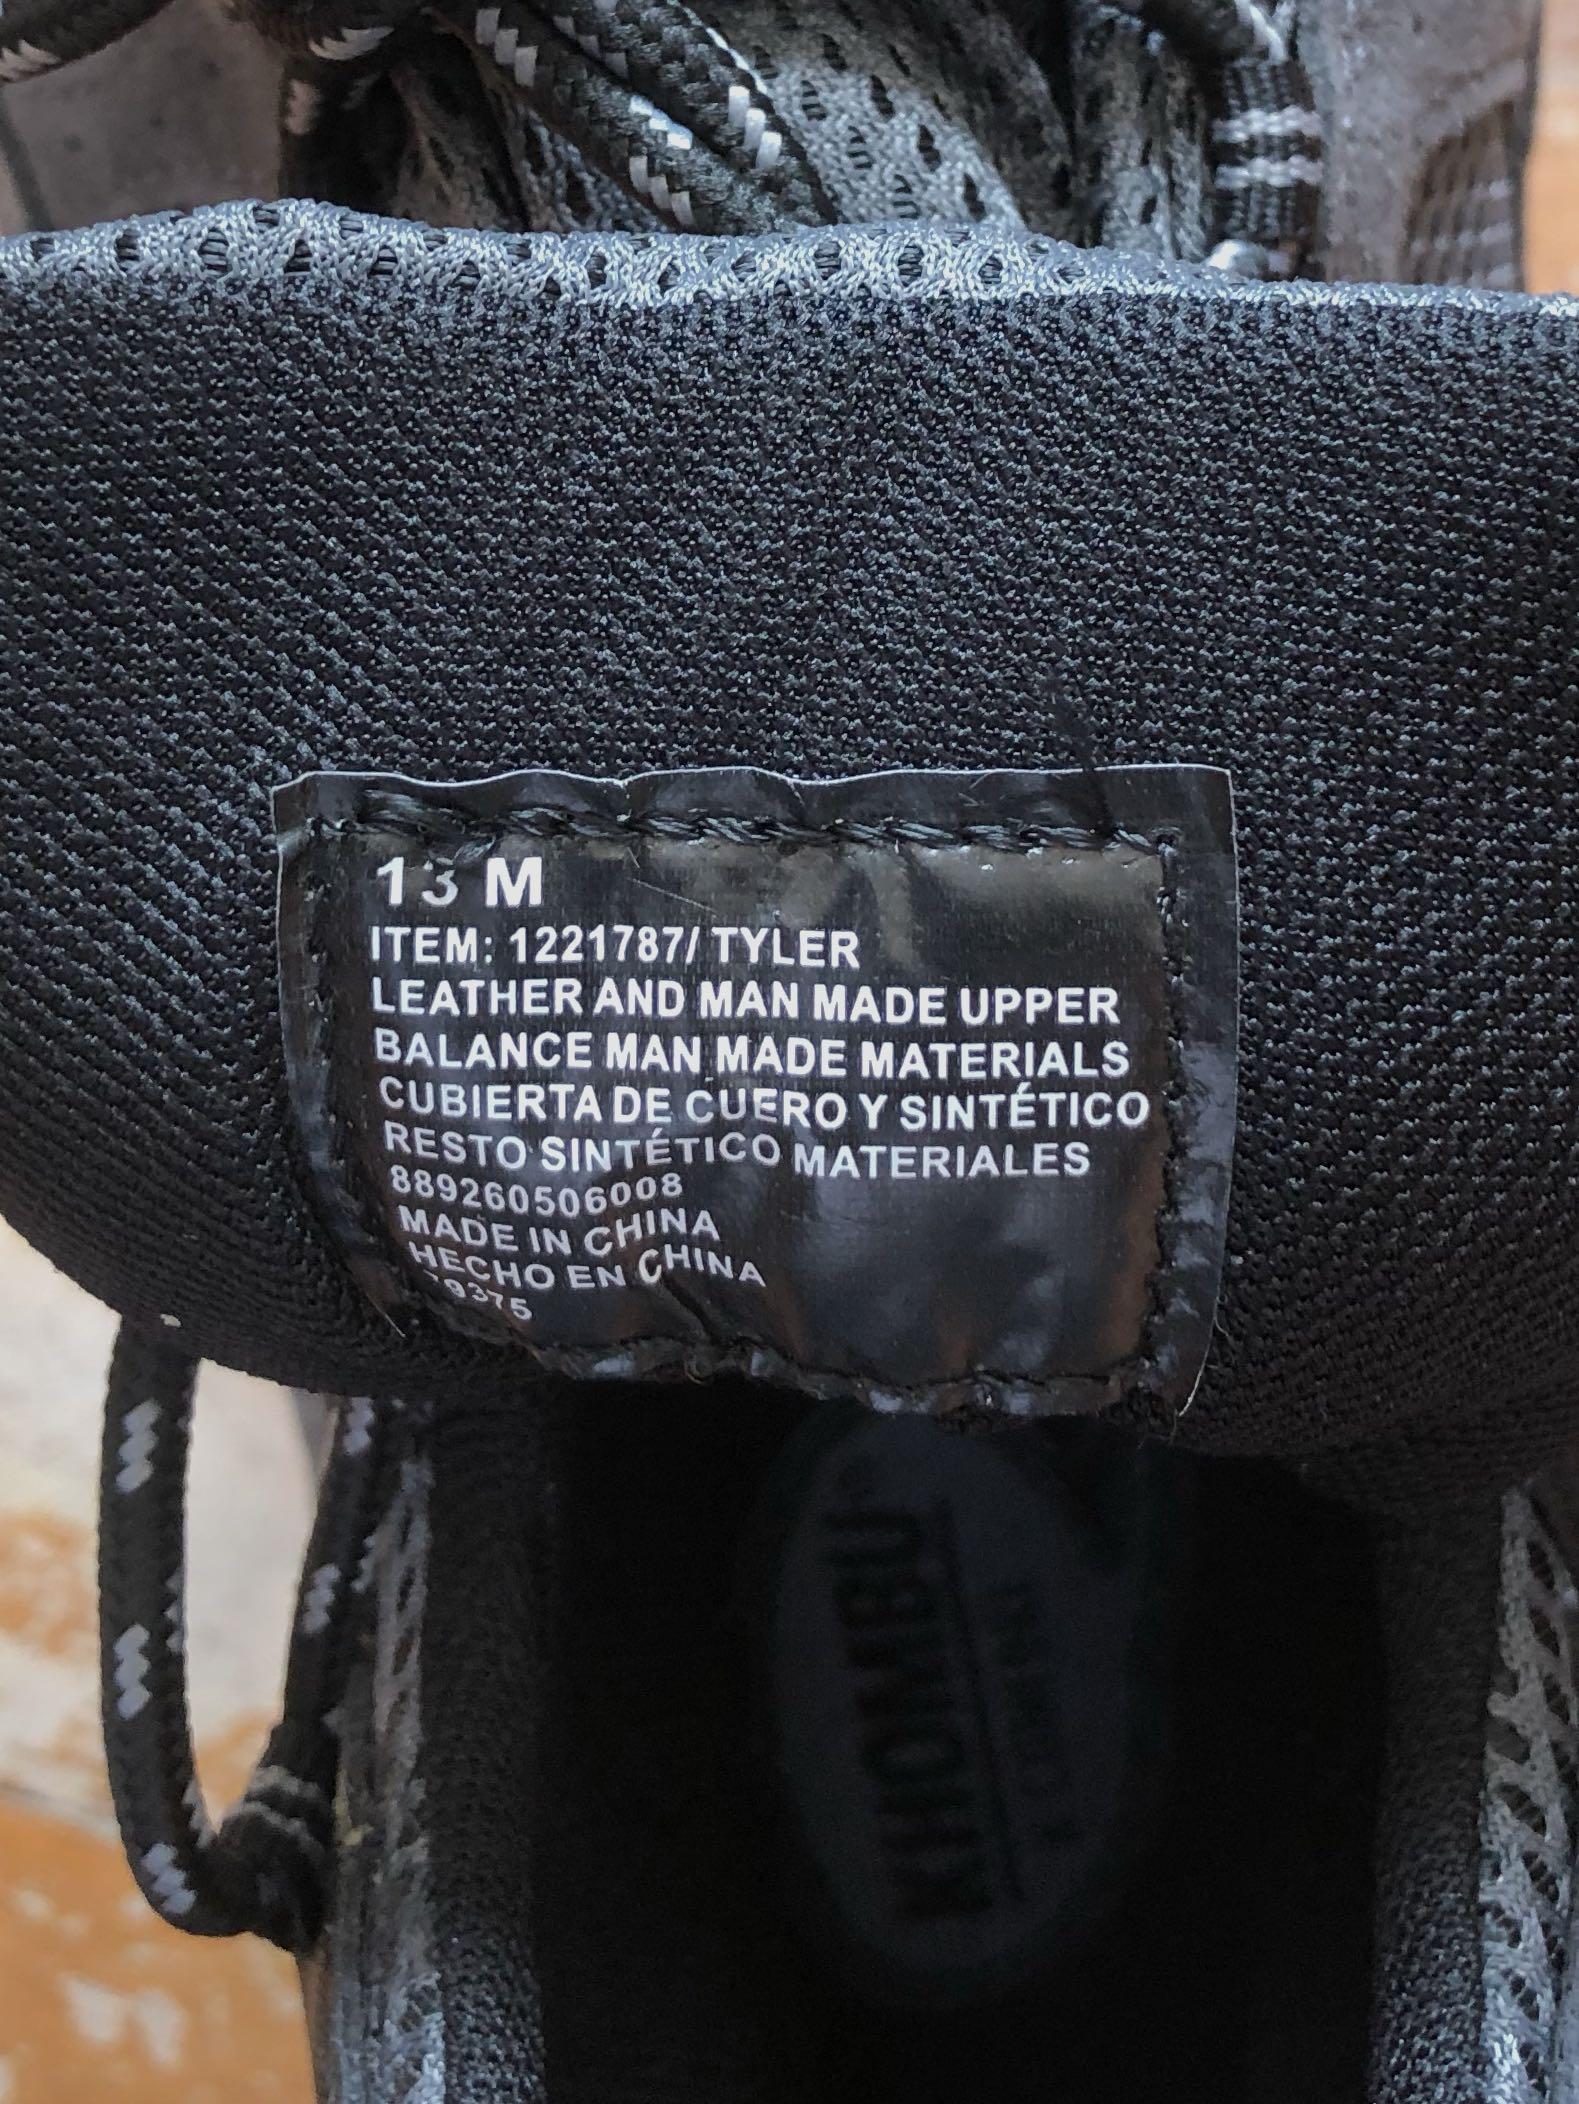 13 M
ITEM: 1221787/ TYLER
LEATHER AND MAN MADE UPPER
BALANCE MAN MADE MATERIALS
CUBIERTA DE CUERO Y SINTÉTICO
RESTO SINTÉTICO MATERIALES
889260506008
MADE IN CHINA
HECHO EN CHINA